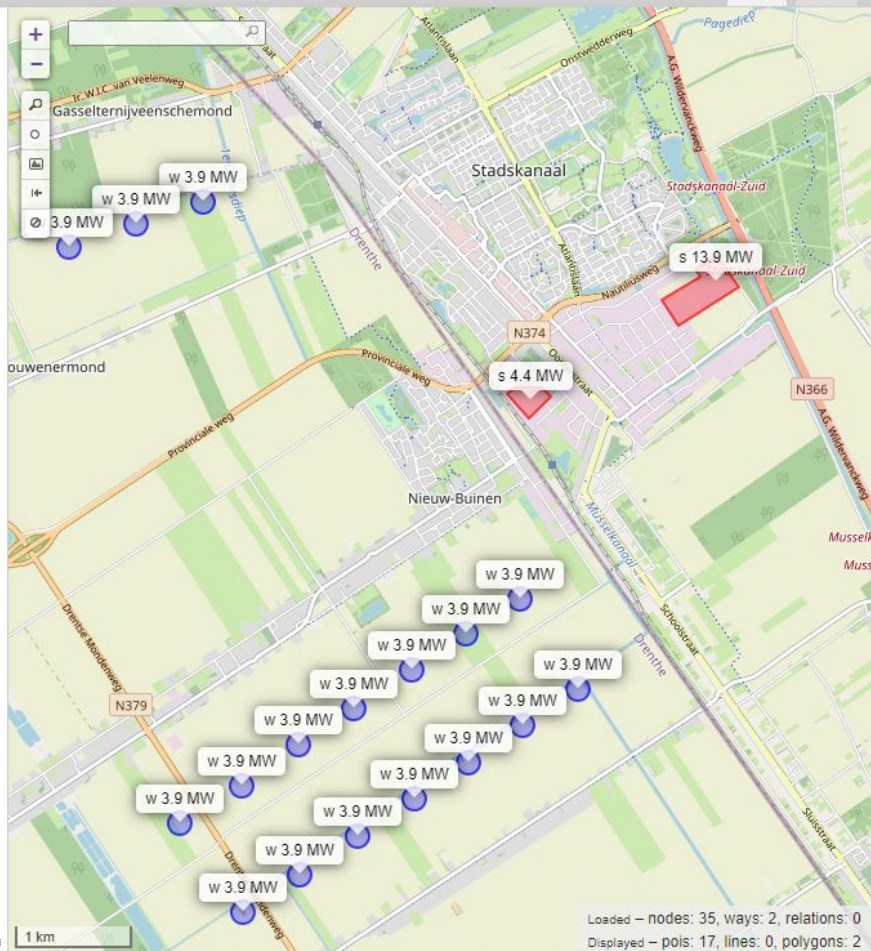 +
−
Atlantislaan
Pagediep
Onstwedderweg
A.G. Wildervanckweg
Ir. W.I.C. van Veelenweg
Gasselternijveenschemond
Stadskanaal
Stadskanaal-Zuid
w 3.9 MW
w 3.9 MW
3.9 MW
Drenthe
Atlantislaan
s 13.9 MW
Nautilusweg
N374
ouwenermond
Provinciale weg
s 4.4 MW
N366
A.G. Wildervanckweg
Provinciale weg
Nieuw-Buinen
Musselkanaal
Musselk
Muss
w 3.9 MW
w 3.9 MW
Drentse Mondenweg
Schoolstraat
w 3.9 MW
Drenthe
w 3.9 MW
w 3.9 MW
N379
w 3.9 MW
w 3.9 MW
w 3.9 MW
w 3.9 MW
w 3.9 MW
w 3.9 MW
w 3.9 MW
Sluisstraat
w 3.9 MW
w 3.9 MW
1 km
Loaded – nodes: 35, ways: 2, relations: 0
Displayed – pois: 17, lines: 0, polygons: 2